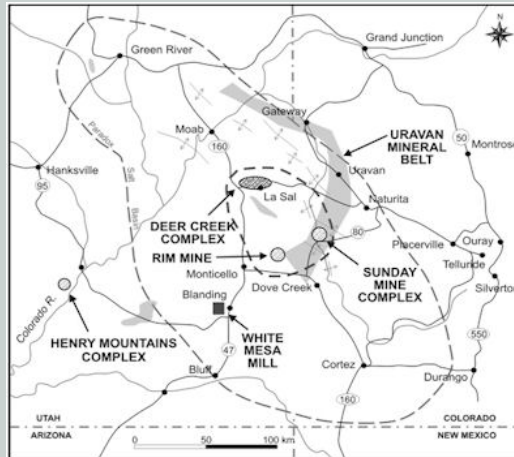 Grand Junction
Green River
Gateway
URAVAN
MINERAL
BELT
50
Montrose
Moab
160
Paradox
Salt
Basin
Hanksville
95
Uravan
La Sal
Naturita
DEER CREEK
COMPLEX
80
RIM MINE
Placerville
Ouray
Telluride
Monticello
SUNDAY
MINE
COMPLEX
Silverton
Dove Creek
Blanding
Colorado R.
HENRY MOUNTAINS
COMPLEX
WHITE
MESA
MILL
47
550
Bluff
Cortez
Durango
160
UTAH
COLORADO
ARIZONA
NEW MEXICO
0
50
100 km